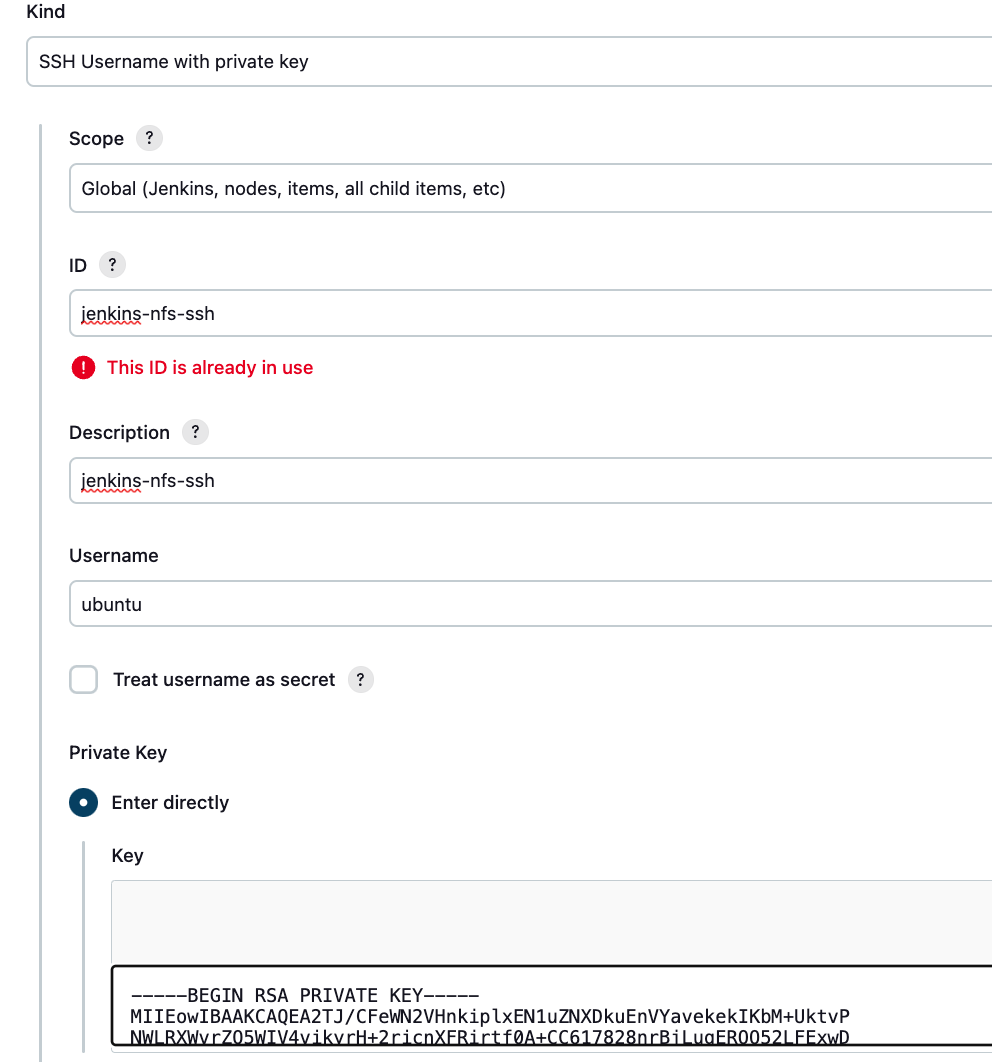 Kind
SSH Username with private key
Scope ?
Global (Jenkins, nodes, items, all child items, etc)
ID ?
jenkins-nfs-ssh
! This ID is already in use
Description ?
jenkins-nfs-ssh
Username
ubuntu
Treat username as secret ?
Private Key
Enter directly
Key
-----BEGIN RSA PRIVATE KEY-----
MIIEowIBAAKCAQEA2TJ/CFeWN2VHnkiplxEN1uZNXDkuEnVYavekekIKbM+UktvP